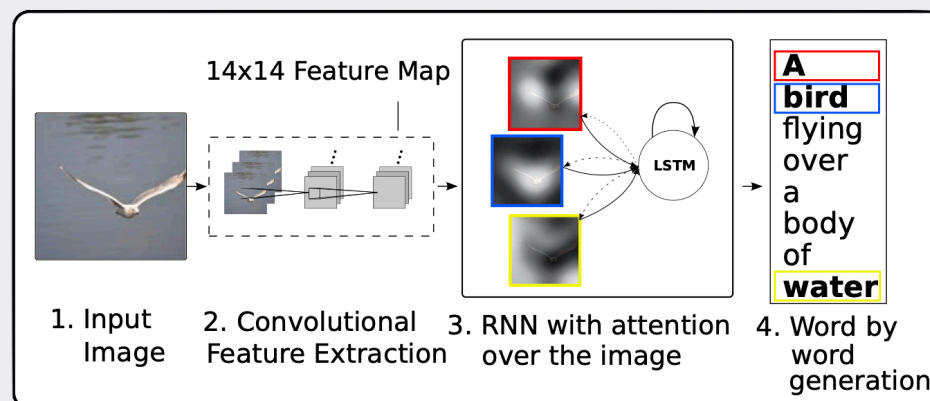 14x14 Feature Map
LSTM
A
bird
flying
over
a
body
of
water
1. Input
Image
2. Convolutional
Feature Extraction
3. RNN with attention
over the image
4. Word by
word
generation